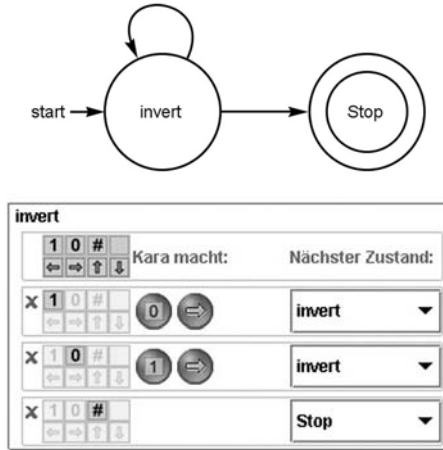 start
invert
Stop
invert
1 0 #
⇐ ⇒ ⇑ ⇓
Kara macht:
Nächster Zustand:
x 1 0 #
⇐ ⇒ ⇑ ⇓
0 ⇒
invert
x 1 0 #
⇐ ⇒ ⇑ ⇓
1 ⇒
invert
x 1 0 #
⇐ ⇒ ⇑ ⇓
Stop